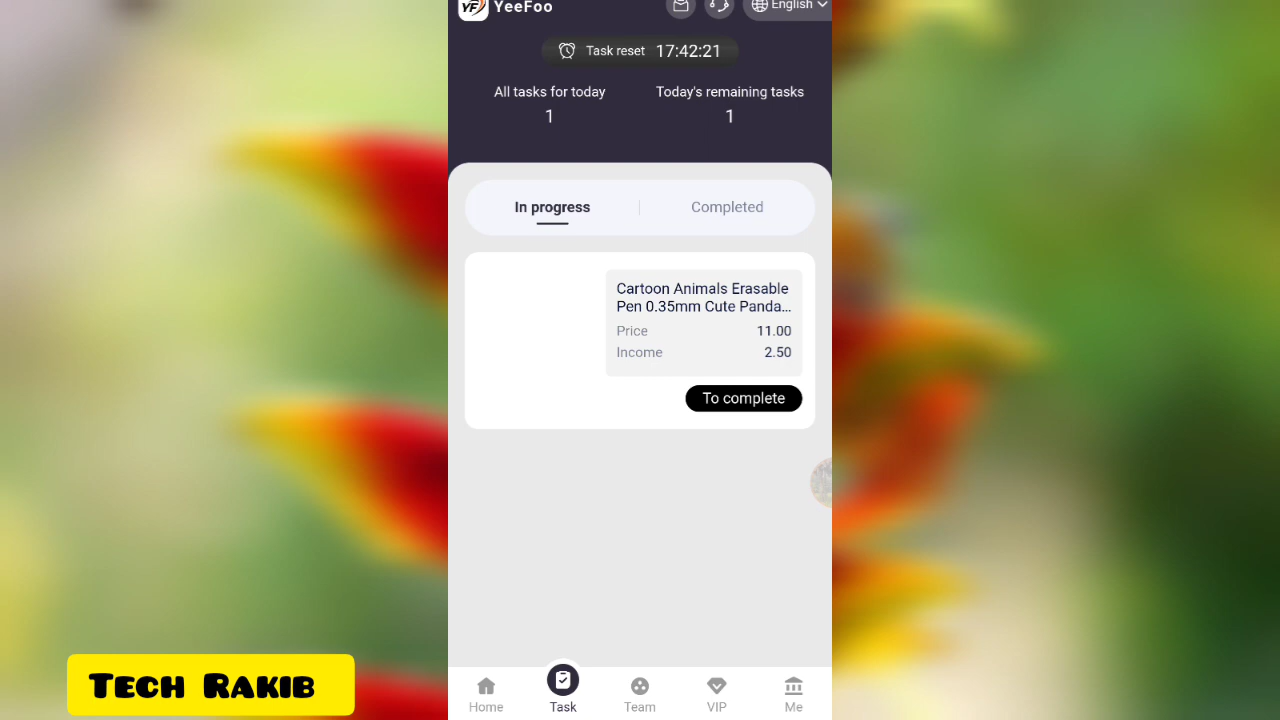 YF YeeFoo English
Task reset 17:42:21
All tasks for today Today's remaining tasks
1 1
In progress Completed
Cartoon Animals Erasable
Pen 0.35mm Cute Panda...
Price 11.00
Income 2.50
To complete
Home Task Team VIP Me
Tech Rakib